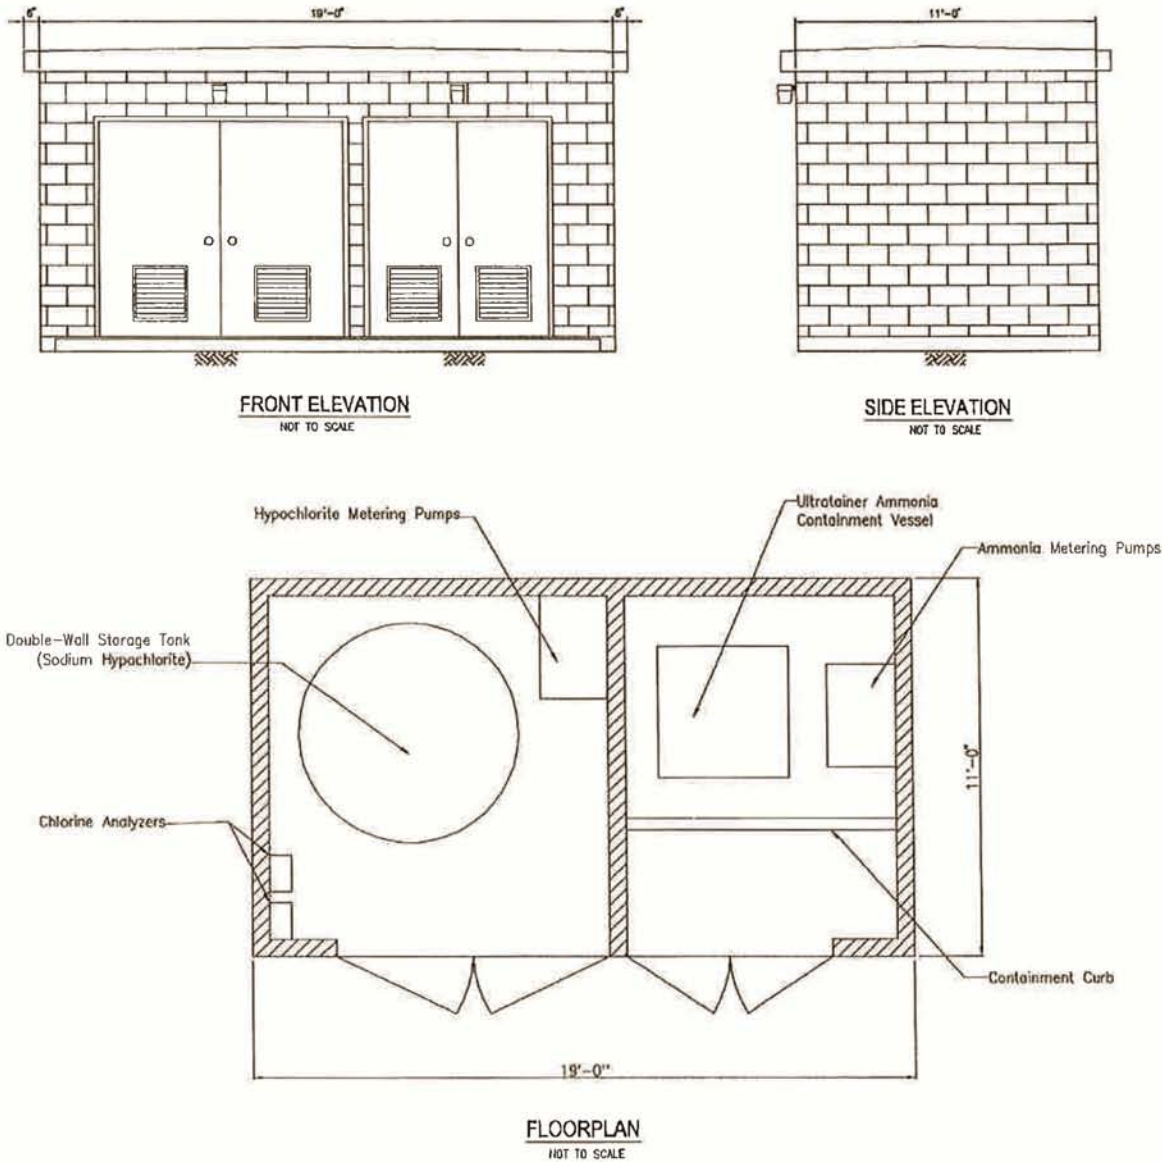 6"
19'-0"
6"
11'-0"
FRONT ELEVATION
NOT TO SCALE
SIDE ELEVATION
NOT TO SCALE
Hypochlorite Metering Pumps
Ultratainer Ammonia
Containment Vessel
Ammonia Metering Pumps
Double-Wall Storage Tank
(Sodium Hypochlorite)
11'-0"
Chlorine Analyzers
Containment Curb
19'-0"
FLOORPLAN
NOT TO SCALE